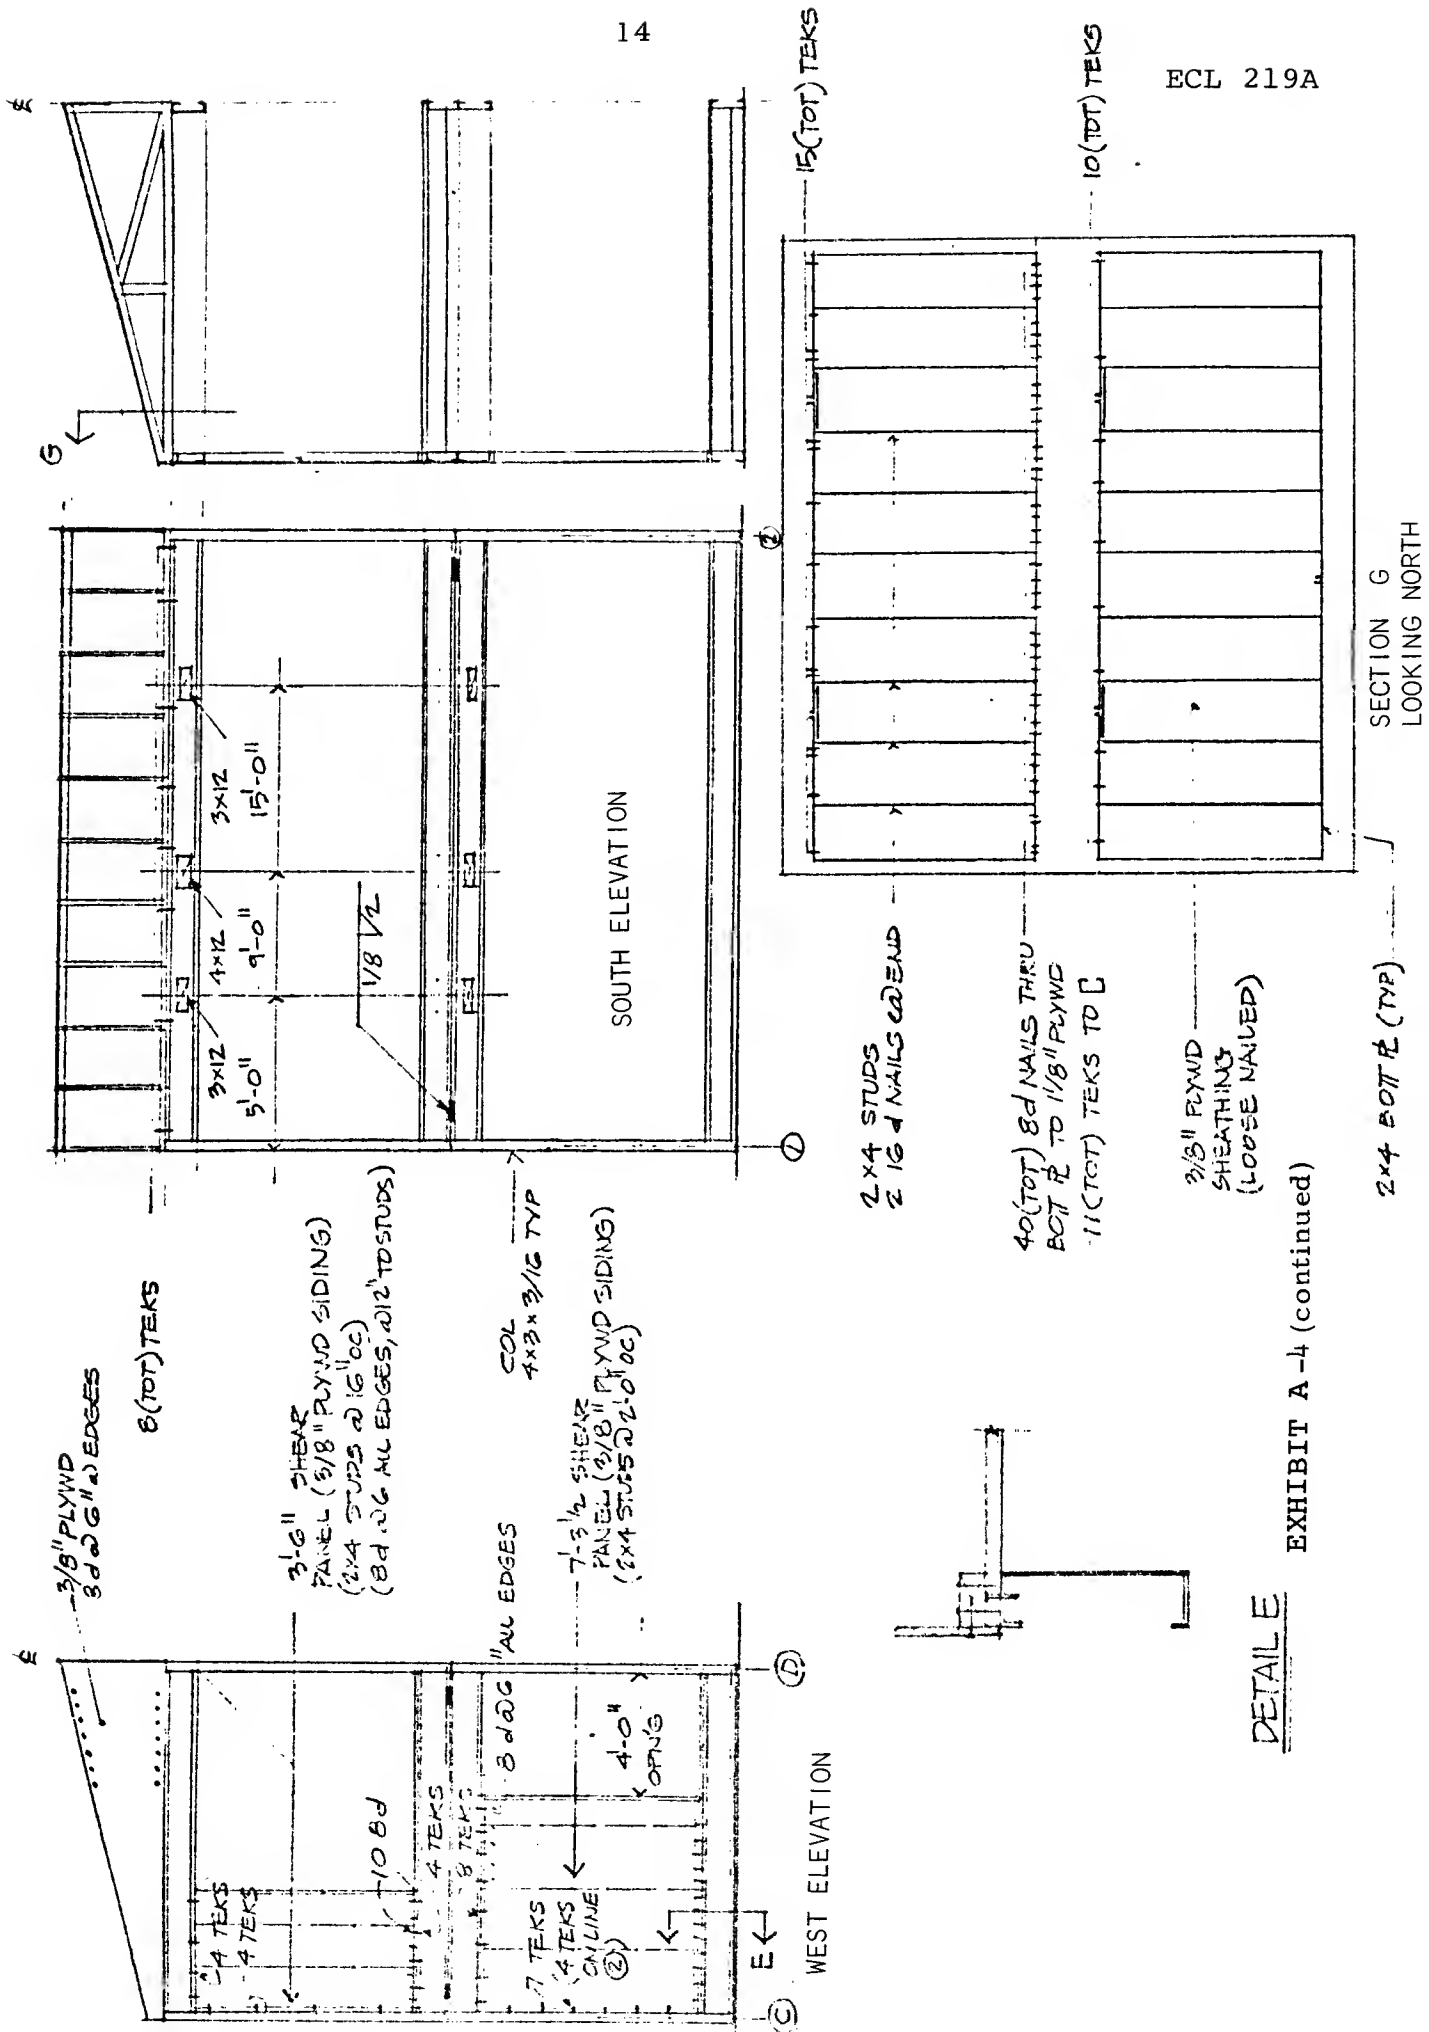 14
ECL 219A
15(TOT) TEKS
10(TOT) TEKS
G
3x12
15'-0"
4x12
9'-0"
3x12
5'-0"
1/8 V2
SOUTH ELEVATION
1
2
SECTION G
LOOKING NORTH
2x4 STUDS
2 16d NAILS @ END
40(TOT) 8d NAILS THRU
BOTT PL TO 1 1/8" PLYWD
11(TOT) TEKS TO [
3/8" PLYWD
SHEATHING
(LOOSE NAILED)
2x4 BOTT PL (TYP)
8(TOT) TEKS
COL
4x3x3/16 TYP
3/8" PLYWD
8d @ 6" @ EDGES
3'-6" SHEAR
PANEL (3/8" PLYWD SIDING)
(2x4 STUDS @ 16" OC)
(8d @ 6 ALL EDGES, @ 12" TO STUDS)
8d @ 6" ALL EDGES
7'-3 1/2 SHEAR
PANEL (3/8" PLYWD SIDING)
(2x4 STUDS @ 2'-0" OC)
4 TEKS
4 TEKS
10 8d
4 TEKS
8 TEKS
7 TEKS
(4 TEKS
ON LINE
2)
4'-0"
OPN'G
E
C
D
WEST ELEVATION
DETAIL E
EXHIBIT A-4 (continued)